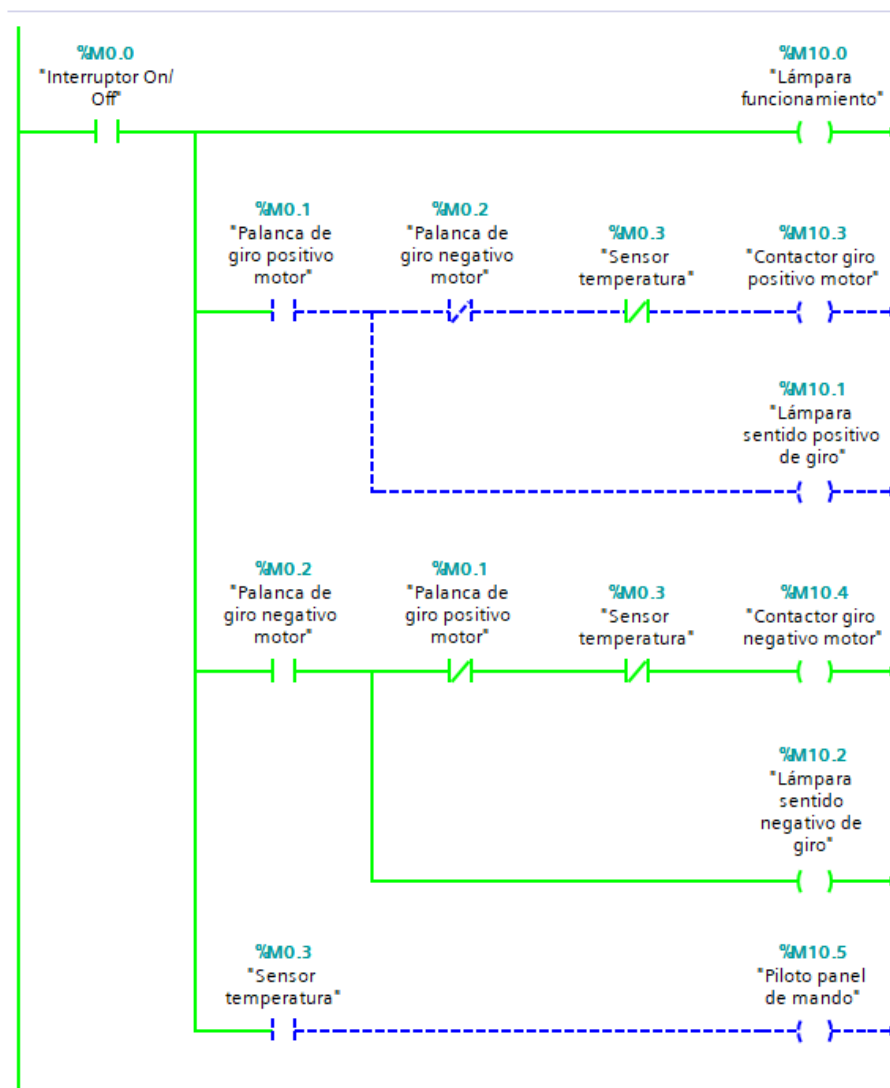 %M0.0
"Interruptor On/
Off"
%M10.0
"Lámpara
funcionamiento"
%M0.1
"Palanca de
giro positivo
motor"
%M0.2
"Palanca de
giro negativo
motor"
%M0.3
"Sensor
temperatura"
%M10.3
"Contactor giro
positivo motor"
%M10.1
"Lámpara
sentido positivo
de giro"
%M0.2
"Palanca de
giro negativo
motor"
%M0.1
"Palanca de
giro positivo
motor"
%M0.3
"Sensor
temperatura"
%M10.4
"Contactor giro
negativo motor"
%M10.2
"Lámpara
sentido
negativo de
giro"
%M0.3
"Sensor
temperatura"
%M10.5
"Piloto panel
de mando"